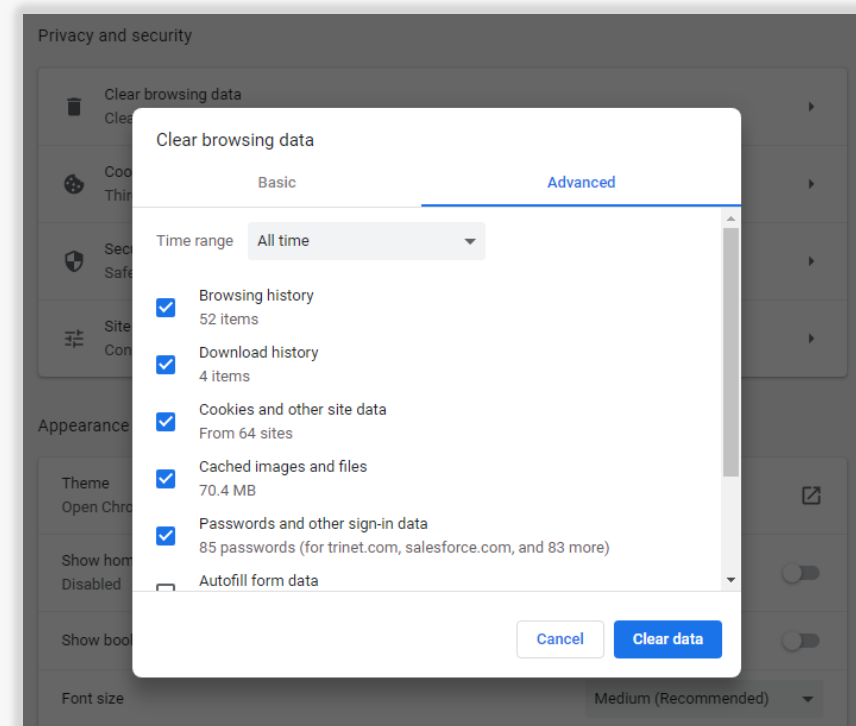 Privacy and security
Clear browsing data
Clea
Clear browsing data
Basic
Advanced
Coo
Thir
Time range
All time
Secu
Safe
Browsing history
52 items
Site
Con
Download history
4 items
Cookies and other site data
From 64 sites
Appearance
Cached images and files
70.4 MB
Theme
Open Chro
Passwords and other sign-in data
85 passwords (for trinet.com, salesforce.com, and 83 more)
Show hom
Disabled
Autofill form data
Show bool
Cancel
Clear data
Font size
Medium (Recommended)